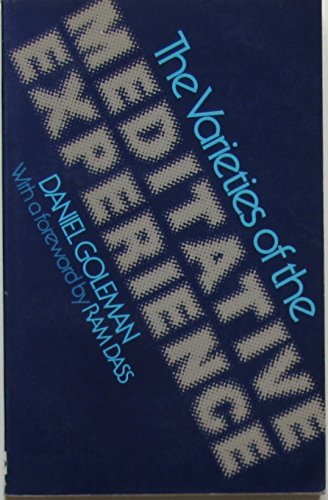 The Varieties of the
MEDITATIVE
EXPERIENCE
DANIEL GOLEMAN
With a foreword by RAM DASS